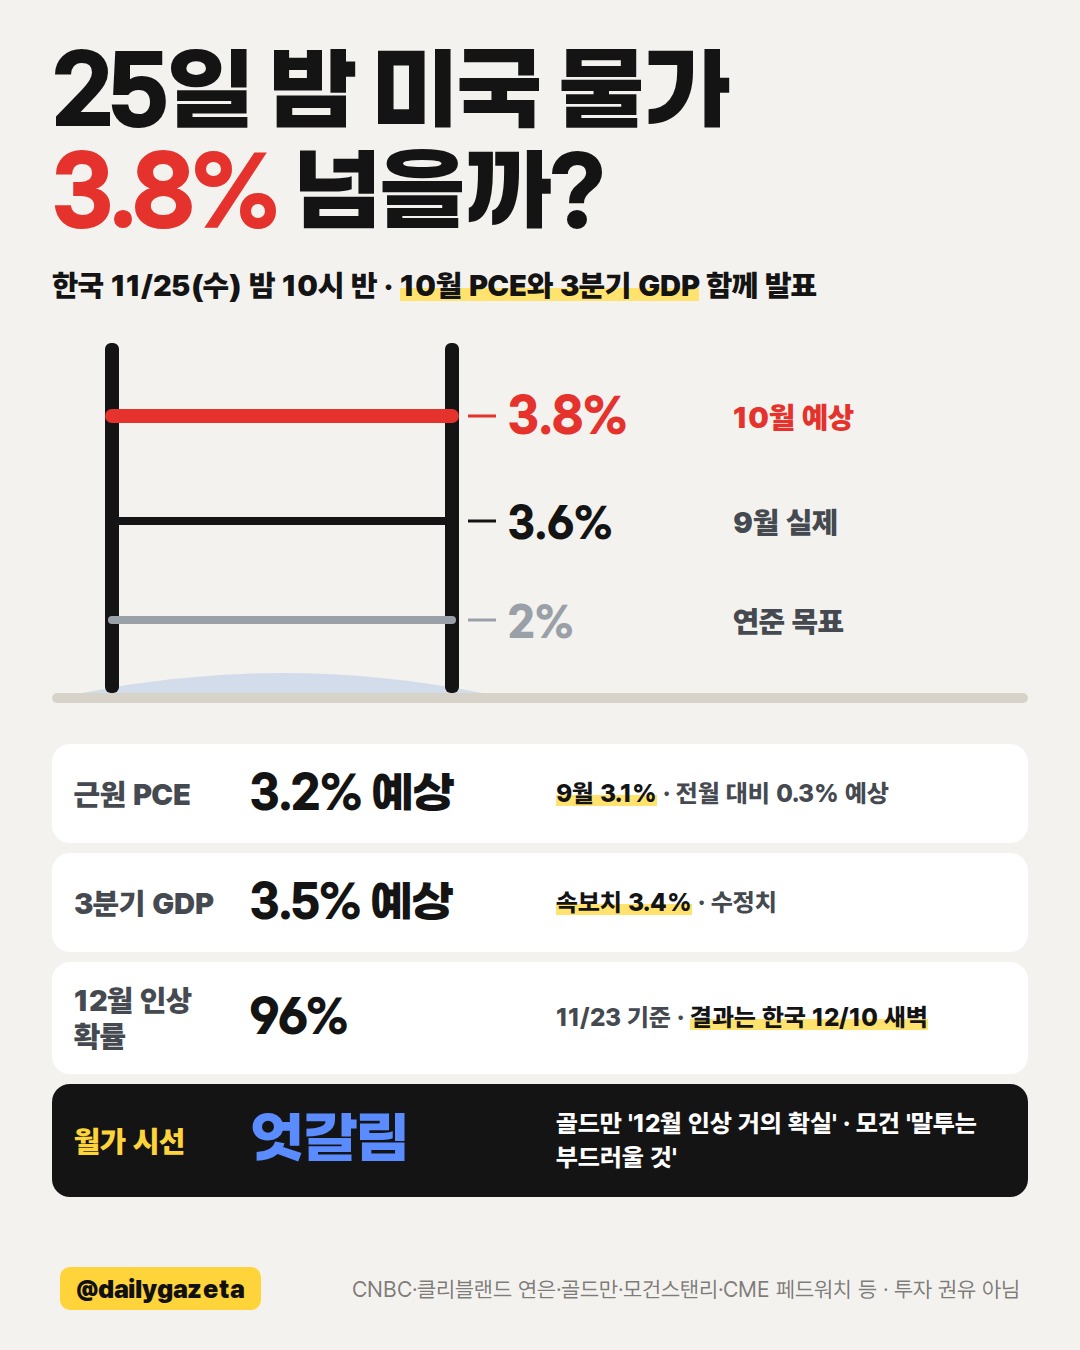 25일 밤 미국 물가
3.8% 넘을까?
한국 11/25(수) 밤 10시 반 · 10월 PCE와 3분기 GDP 함께 발표
3.8% 10월 예상
3.6% 9월 실제
2% 연준 목표
근원 PCE 3.2% 예상 9월 3.1% · 전월 대비 0.3% 예상
3분기 GDP 3.5% 예상 속보치 3.4% · 수정치
12월 인상
확률
96%
11/23 기준 · 결과는 한국 12/10 새벽
월가 시선
엇갈림
골드만 '12월 인상 거의 확실' · 모건 '말투는
부드러울 것'
@dailygazeta
CNBC·클리블랜드 연은·골드만·모건스탠리·CME 페드워치 등 · 투자 권유 아님